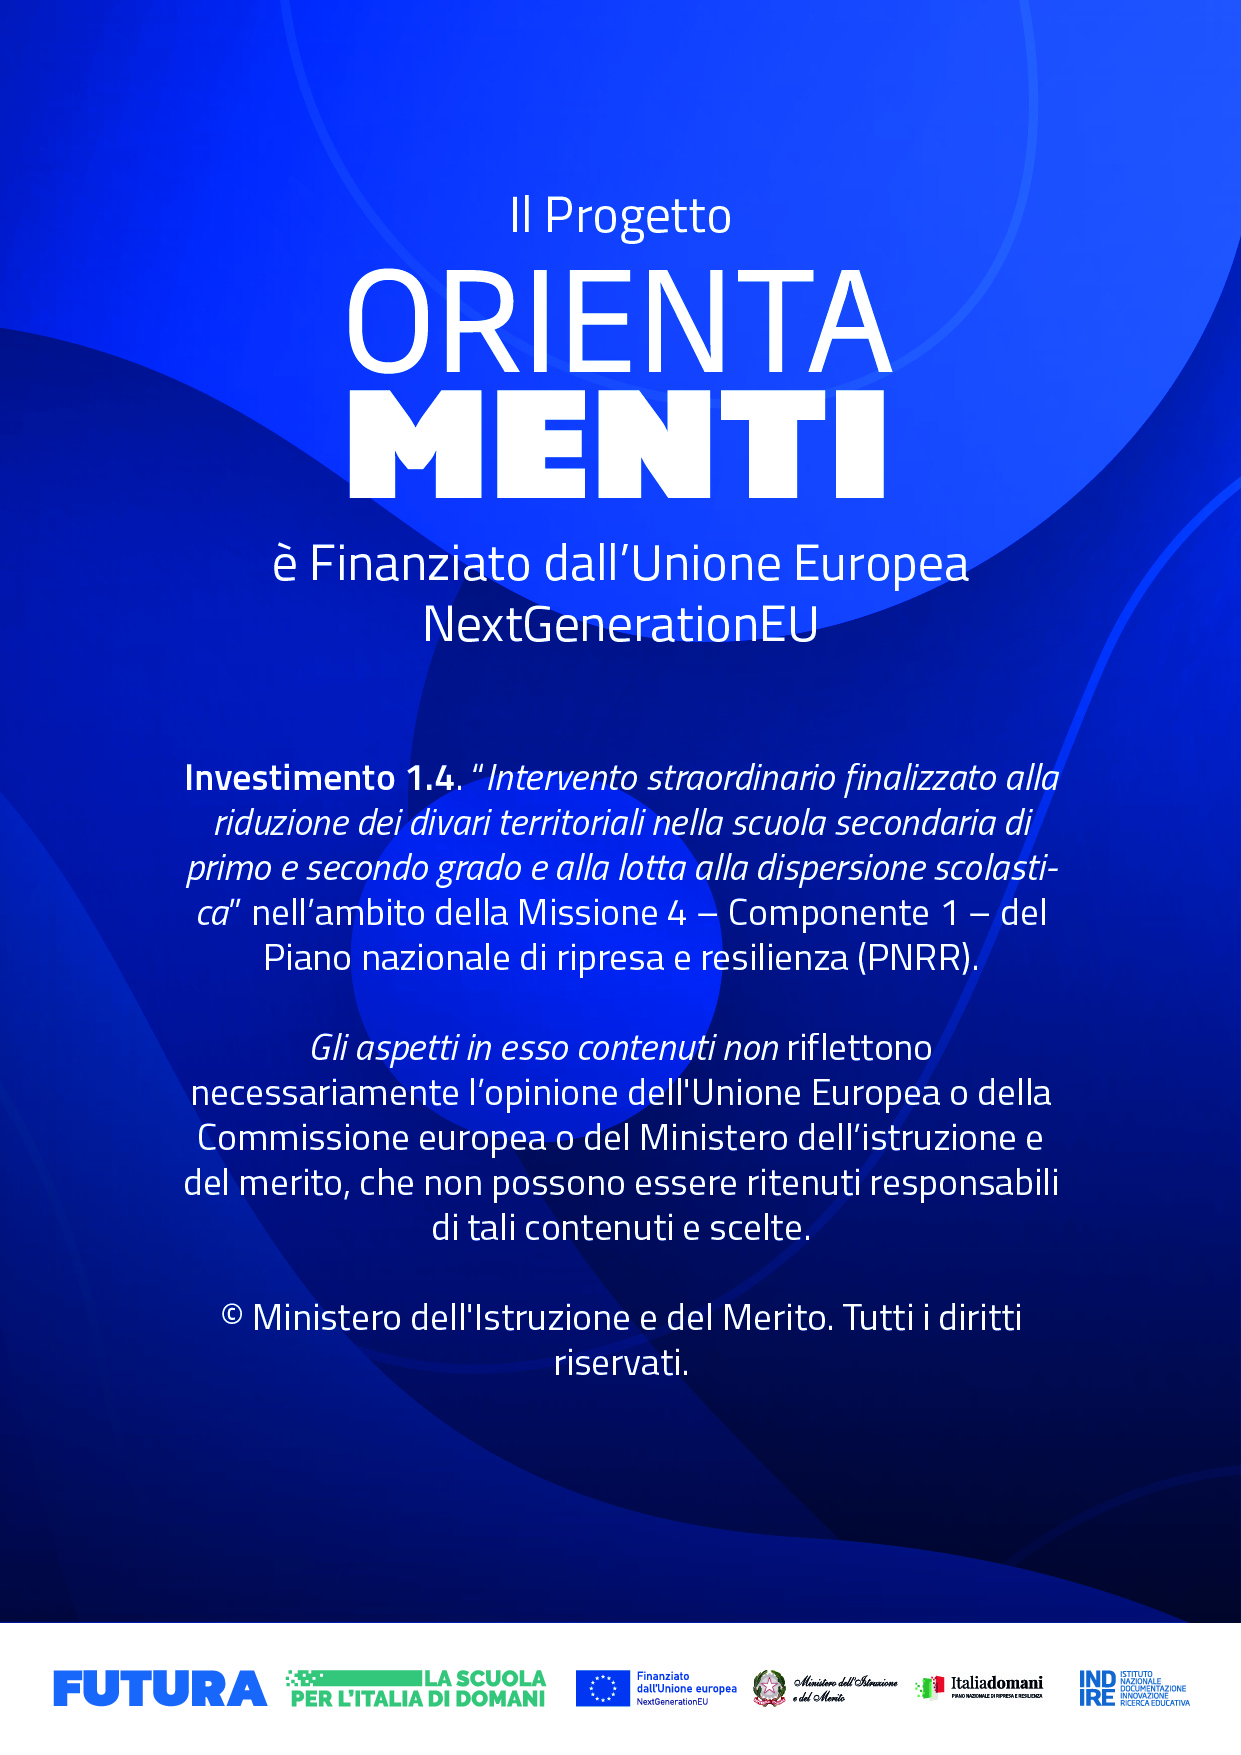 Il Progetto
ORIENTA
MENTI
è Finanziato dall’Unione Europea
NextGenerationEU
Investimento 1.4. “Intervento straordinario finalizzato alla
riduzione dei divari territoriali nella scuola secondaria di
primo e secondo grado e alla lotta alla dispersione scolasti-
ca” nell’ambito della Missione 4 – Componente 1 – del
Piano nazionale di ripresa e resilienza (PNRR).
Gli aspetti in esso contenuti non riflettono
necessariamente l’opinione dell'Unione Europea o della
Commissione europea o del Ministero dell’istruzione e
del merito, che non possono essere ritenuti responsabili
di tali contenuti e scelte.
© Ministero dell'Istruzione e del Merito. Tutti i diritti
riservati.
FUTURA
LA SCUOLA
PER L'ITALIA DI DOMANI
Finanziato
dall'Unione europea
NextGenerationEU
Ministero dell'Istruzione
e del Merito
Italiadomani
PIANO NAZIONALE DI RIPRESA E RESILIENZA
IND
IRE
ISTITUTO
NAZIONALE
DOCUMENTAZIONE
INNOVAZIONE
RICERCA EDUCATIVA